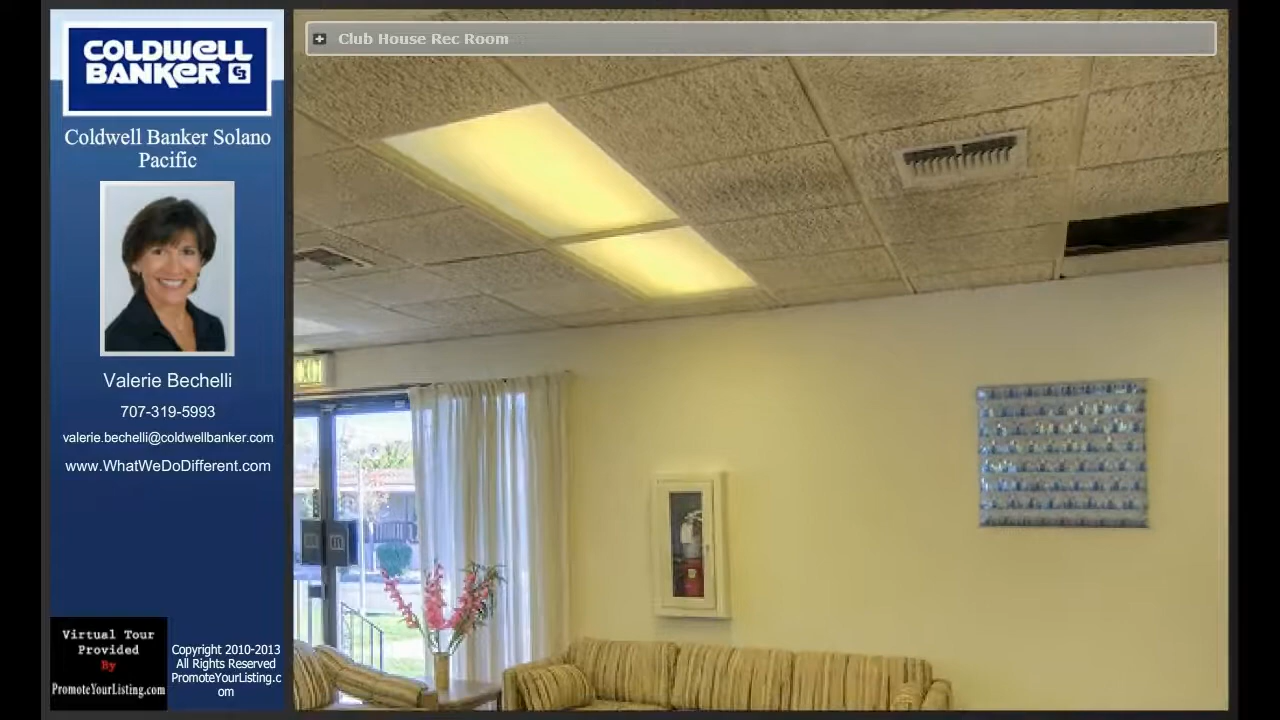 COLDWELL
BANKER CB
Coldwell Banker Solano
Pacific
Valerie Bechelli
707-319-5993
valerie.bechelli@coldwellbanker.com
www.WhatWeDoDifferent.com
Virtual Tour
Provided
By
PromoteYourListing.com
Copyright 2010-2013
All Rights Reserved
PromoteYourListing.c
om
Club House Rec Room
EXIT